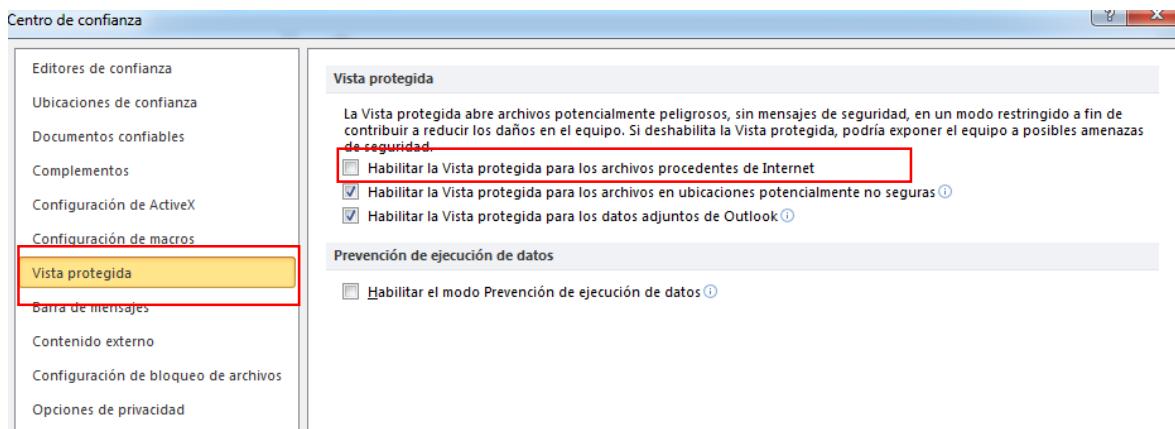 Centro de confianza
Editores de confianza
Ubicaciones de confianza
Documentos confiables
Complementos
Configuración de ActiveX
Configuración de macros
Vista protegida
Barra de mensajes
Contenido externo
Configuración de bloqueo de archivos
Opciones de privacidad
Vista protegida
La Vista protegida abre archivos potencialmente peligrosos, sin mensajes de seguridad, en un modo restringido a fin de
contribuir a reducir los daños en el equipo. Si deshabilita la Vista protegida, podría exponer el equipo a posibles amenazas
de seguridad.
Habilitar la Vista protegida para los archivos procedentes de Internet
Habilitar la Vista protegida para los archivos en ubicaciones potencialmente no seguras
Habilitar la Vista protegida para los datos adjuntos de Outlook
Prevención de ejecución de datos
Habilitar el modo Prevención de ejecución de datos